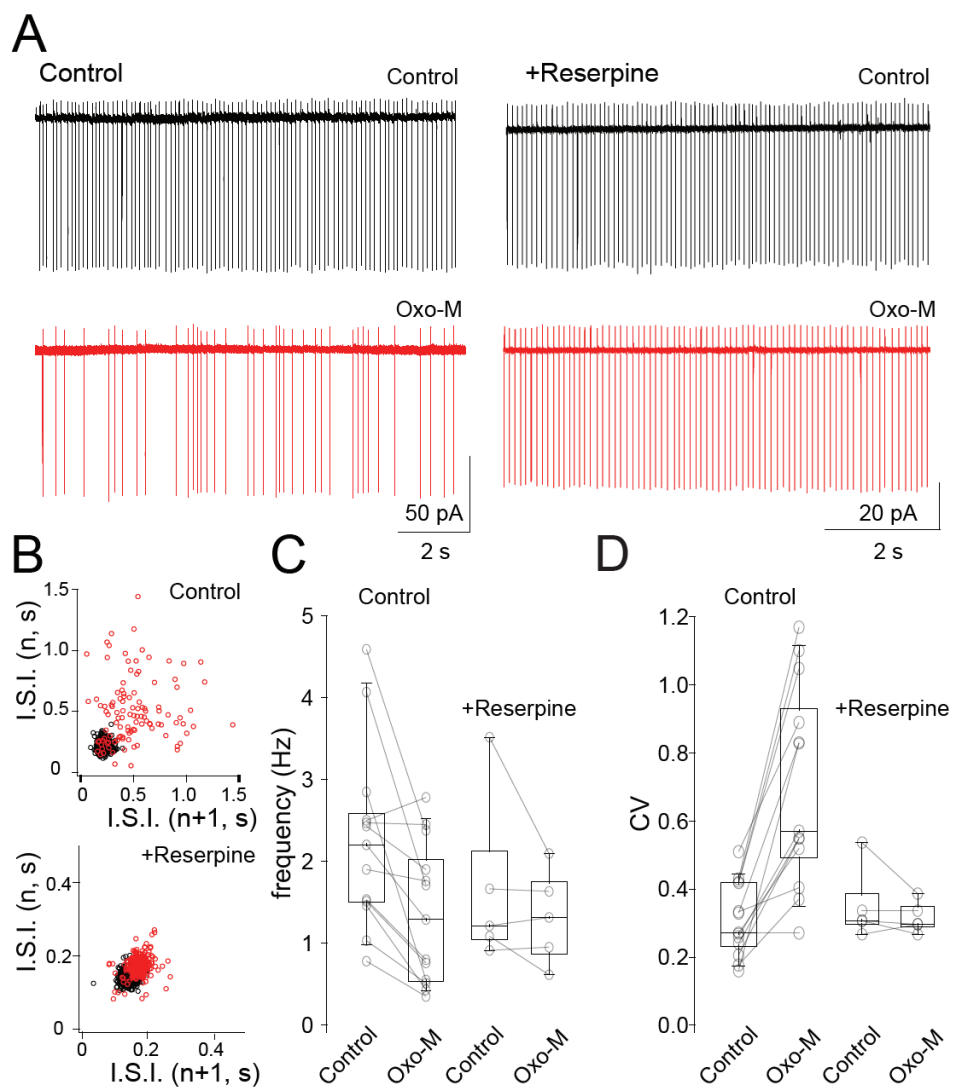 A
Control
Control
+Reserpine
Control
Oxo-M
50 pA
2 s
Oxo-M
20 pA
2 s
B
Control
I.S.I. (n, s)
1.5
0.5
0
0
0.5
1.0
1.5
I.S.I. (n+1, s)
+Reserpine
I.S.I. (n, s)
0.4
0.2
0
0
0.2
0.4
I.S.I. (n+1, s)
C
Control
+Reserpine
frequency (Hz)
5
4
3
2
1
0
Control
Oxo-M
Control
Oxo-M
D
Control
+Reserpine
CV
1.2
1.0
0.8
0.6
0.4
0.2
0.0
Control
Oxo-M
Control
Oxo-M